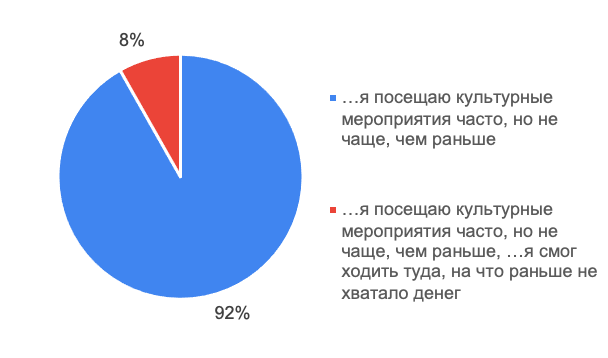 8%
…я посещаю культурные
мероприятия часто, но не
чаще, чем раньше
…я посещаю культурные
мероприятия часто, но не
чаще, чем раньше, …я смог
ходить туда, на что раньше не
хватало денег
92%